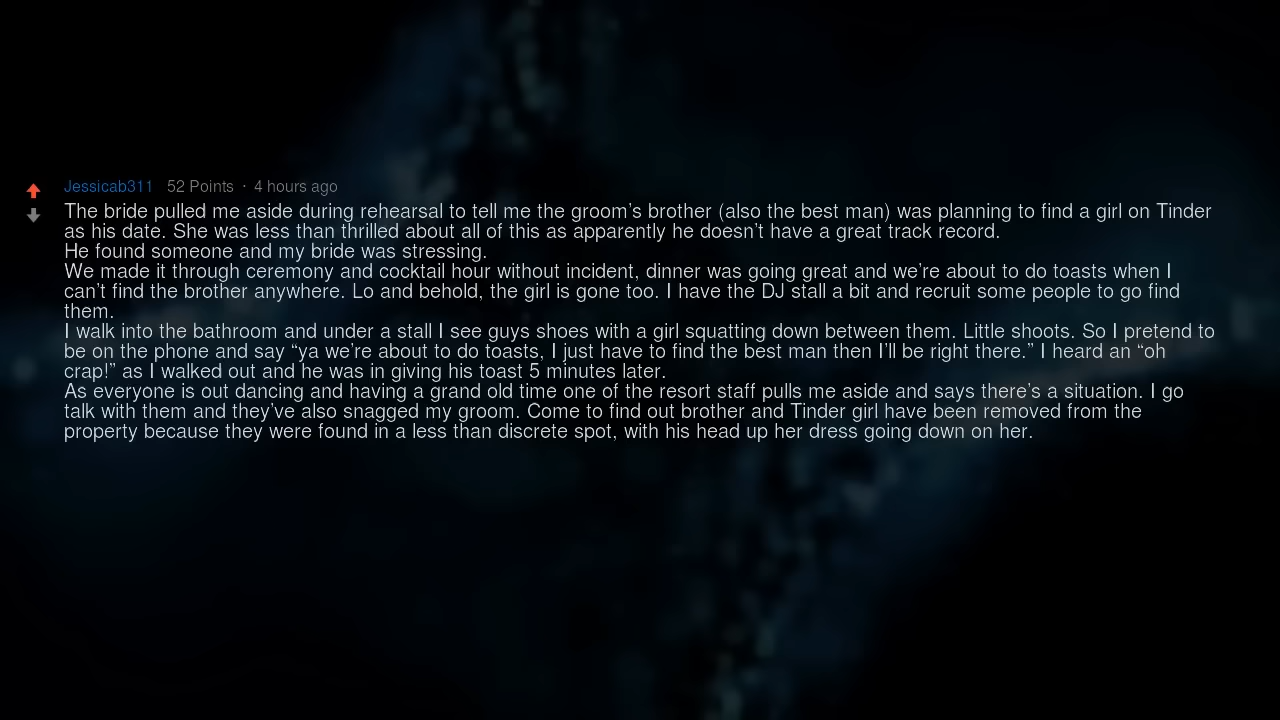 Jessicab311 52 Points · 4 hours ago
The bride pulled me aside during rehearsal to tell me the groom's brother (also the best man) was planning to find a girl on Tinder
as his date. She was less than thrilled about all of this as apparently he doesn't have a great track record.
He found someone and my bride was stressing.
We made it through ceremony and cocktail hour without incident, dinner was going great and we're about to do toasts when I
can't find the brother anywhere. Lo and behold, the girl is gone too. I have the DJ stall a bit and recruit some people to go find
them.
I walk into the bathroom and under a stall I see guys shoes with a girl squatting down between them. Little shoots. So I pretend to
be on the phone and say “ya we're about to do toasts, I just have to find the best man then I'll be right there.” I heard an “oh
crap!” as I walked out and he was in giving his toast 5 minutes later.
As everyone is out dancing and having a grand old time one of the resort staff pulls me aside and says there's a situation. I go
talk with them and they've also snagged my groom. Come to find out brother and Tinder girl have been removed from the
property because they were found in a less than discrete spot, with his head up her dress going down on her.